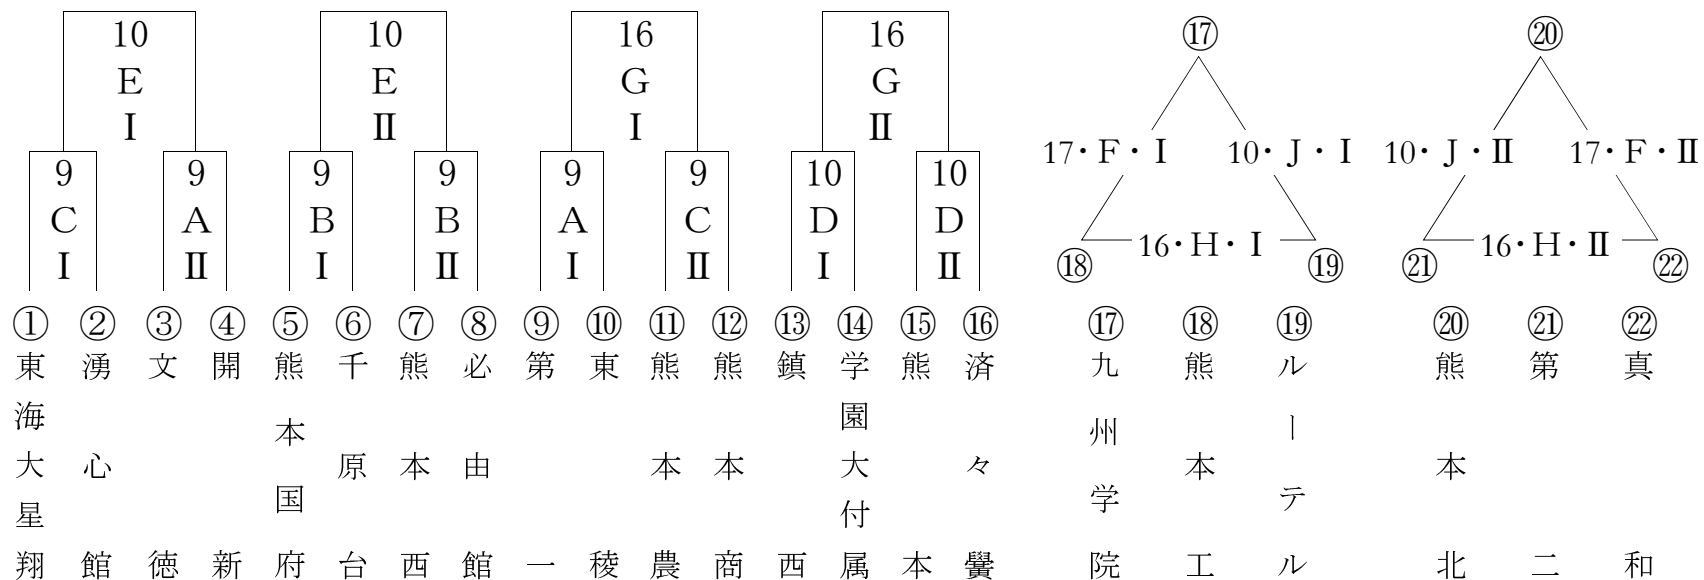 10 10 16 16 ⑰ ⑳
E E G G
Ⅰ Ⅱ Ⅰ Ⅱ 17・F・Ⅰ 10・J・Ⅰ 10・J・Ⅱ 17・F・Ⅱ
9 9 9 9 9 9 10 10
C A B B A C D D 16・H・Ⅰ 16・H・Ⅱ
Ⅰ Ⅱ Ⅰ Ⅱ Ⅰ Ⅱ Ⅰ Ⅱ ⑱ ⑲ ㉑ ㉒
① 東海大星翔
② 湧心館
③ 文徳
④ 開新
⑤ 熊本国府
⑥ 千原台
⑦ 熊本西
⑧ 必由館
⑨ 第一
⑩ 東稜
⑪ 熊本農
⑫ 熊本商
⑬ 鎮西
⑭ 学園大付属
⑮ 熊本
⑯ 済々黌
⑰ 九州学院
⑱ 熊本工
⑲ ルーテル
⑳ 熊本北
㉑ 第二
㉒ 真和